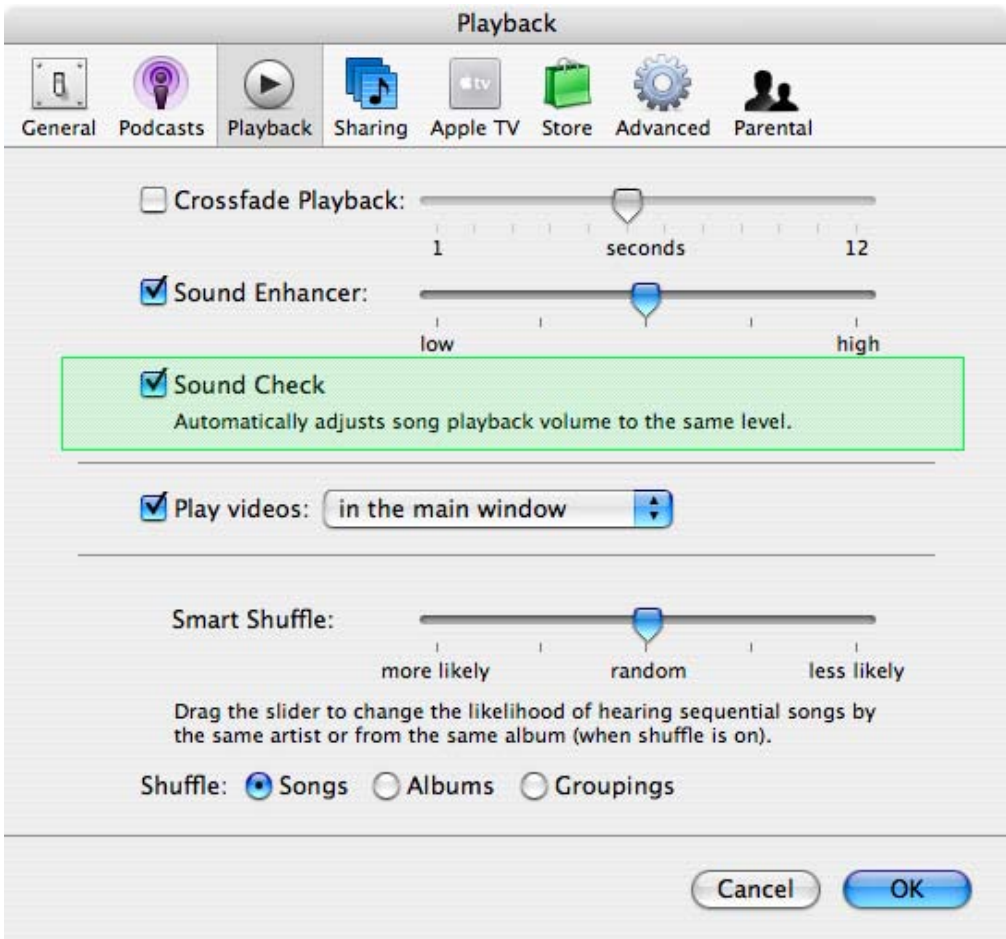 Playback
General Podcasts Playback Sharing Apple TV Store Advanced Parental
Crossfade Playback:
1 seconds 12
Sound Enhancer:
low high
Sound Check
Automatically adjusts song playback volume to the same level.
Play videos: in the main window
Smart Shuffle:
more likely random less likely
Drag the slider to change the likelihood of hearing sequential songs by
the same artist or from the same album (when shuffle is on).
Shuffle: Songs Albums Groupings
Cancel OK